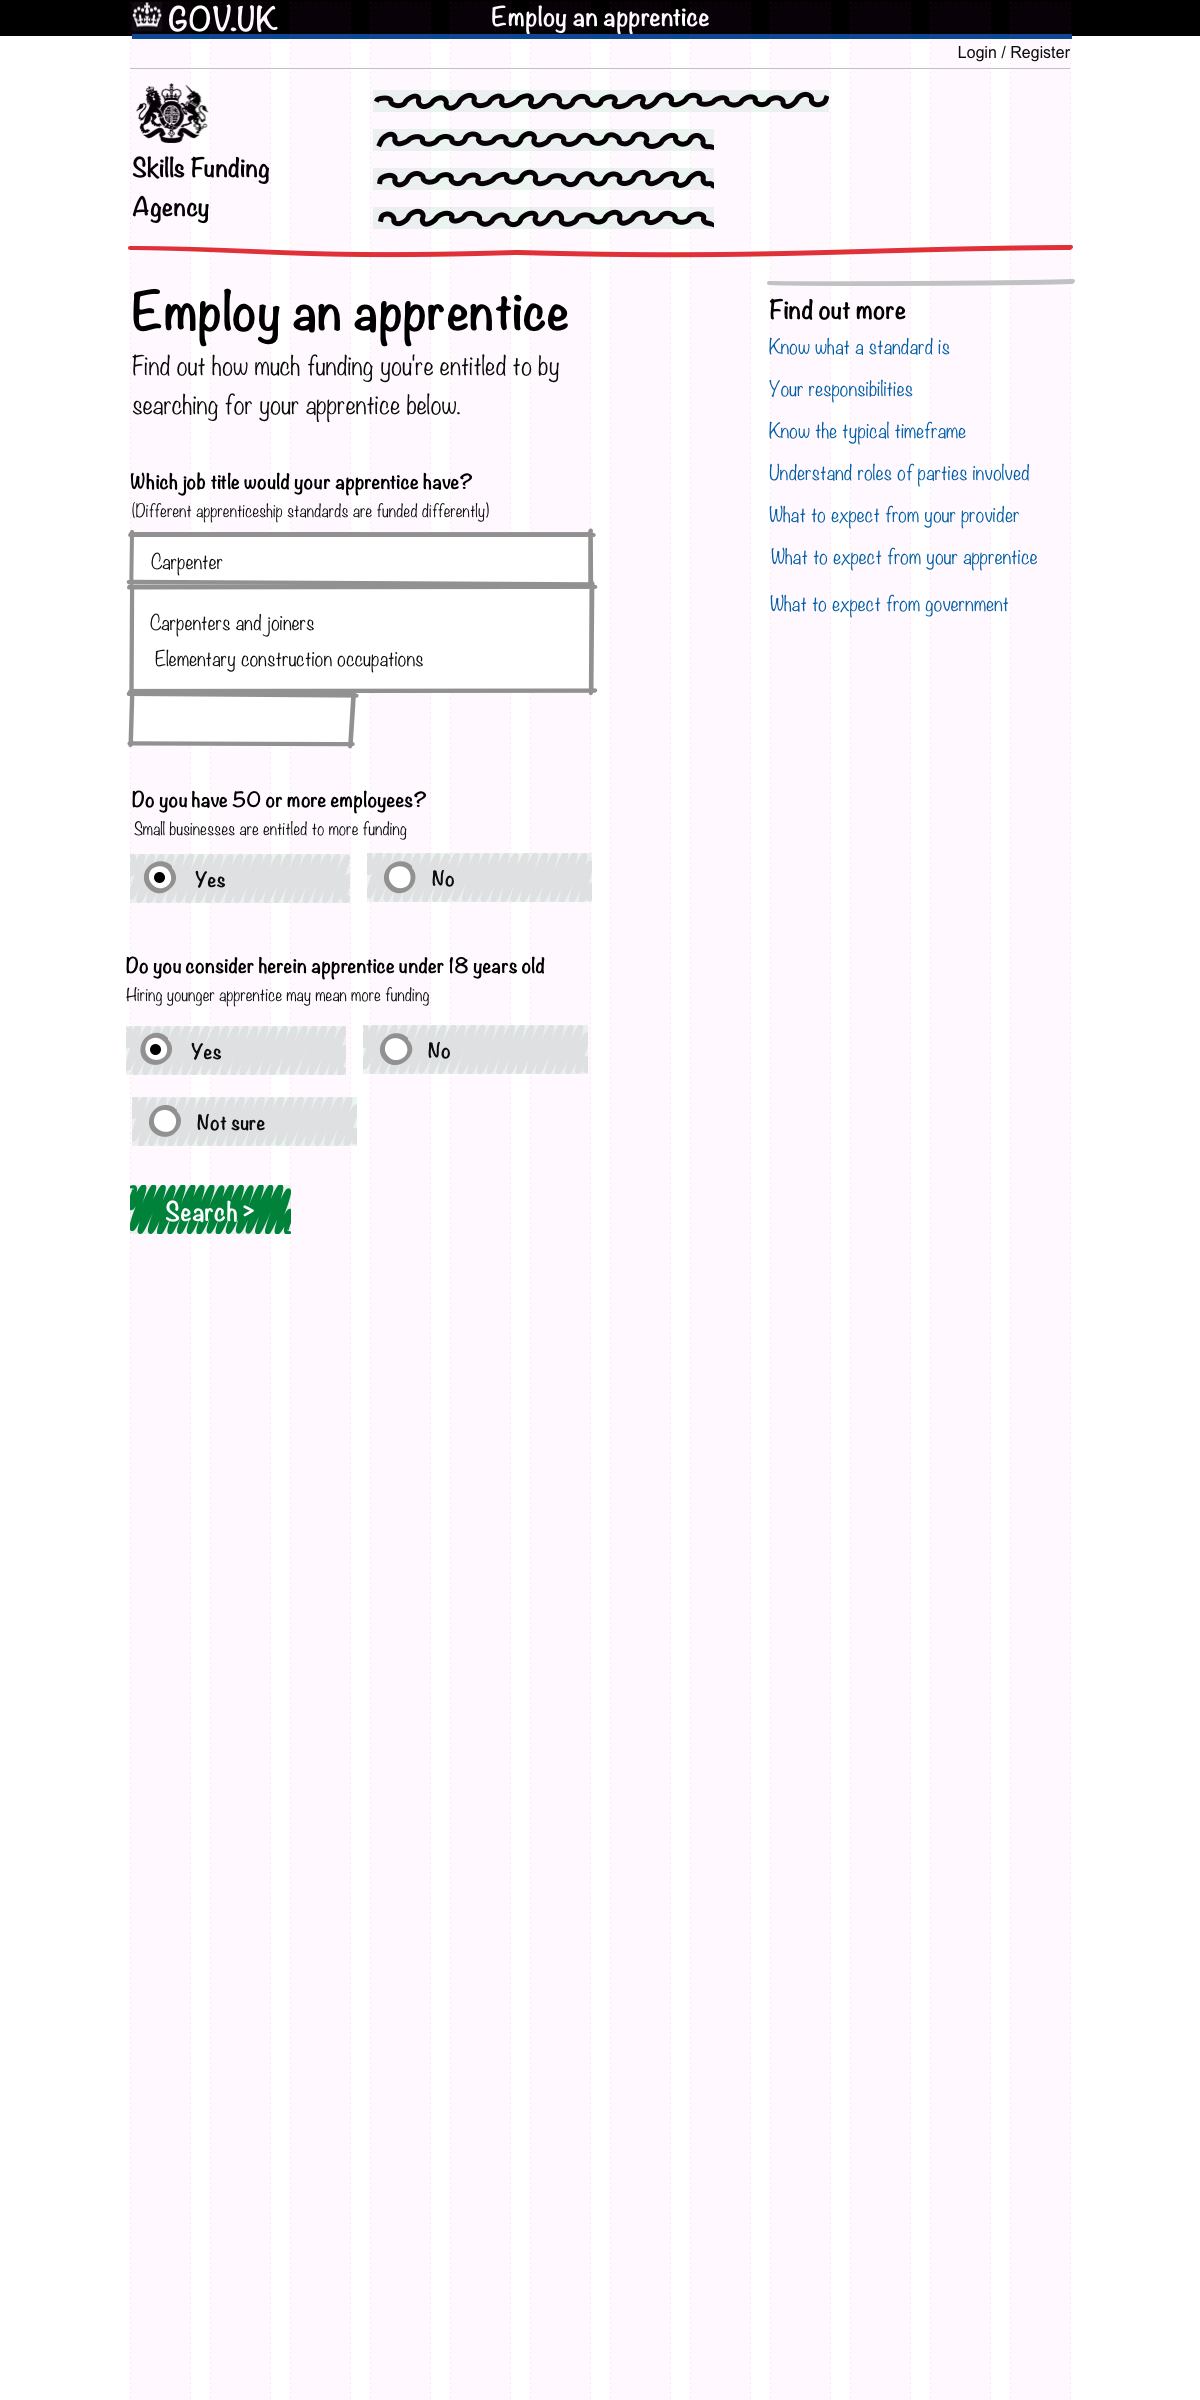 GOV.UK
Employ an apprentice
Login / Register
Skills Funding
Agency
Employ an apprentice
Find out how much funding you're entitled to by
searching for your apprentice below.
Which job title would your apprentice have?
(Different apprenticeship standards are funded differently)
Carpenter
Carpenters and joiners
Elementary construction occupations
Do you have 50 or more employees?
Small businesses are entitled to more funding
Yes
No
Do you consider herein apprentice under 18 years old
Hiring younger apprentice may mean more funding
Yes
No
Not sure
Search >
Find out more
Know what a standard is
Your responsibilities
Know the typical timeframe
Understand roles of parties involved
What to expect from your provider
What to expect from your apprentice
What to expect from government